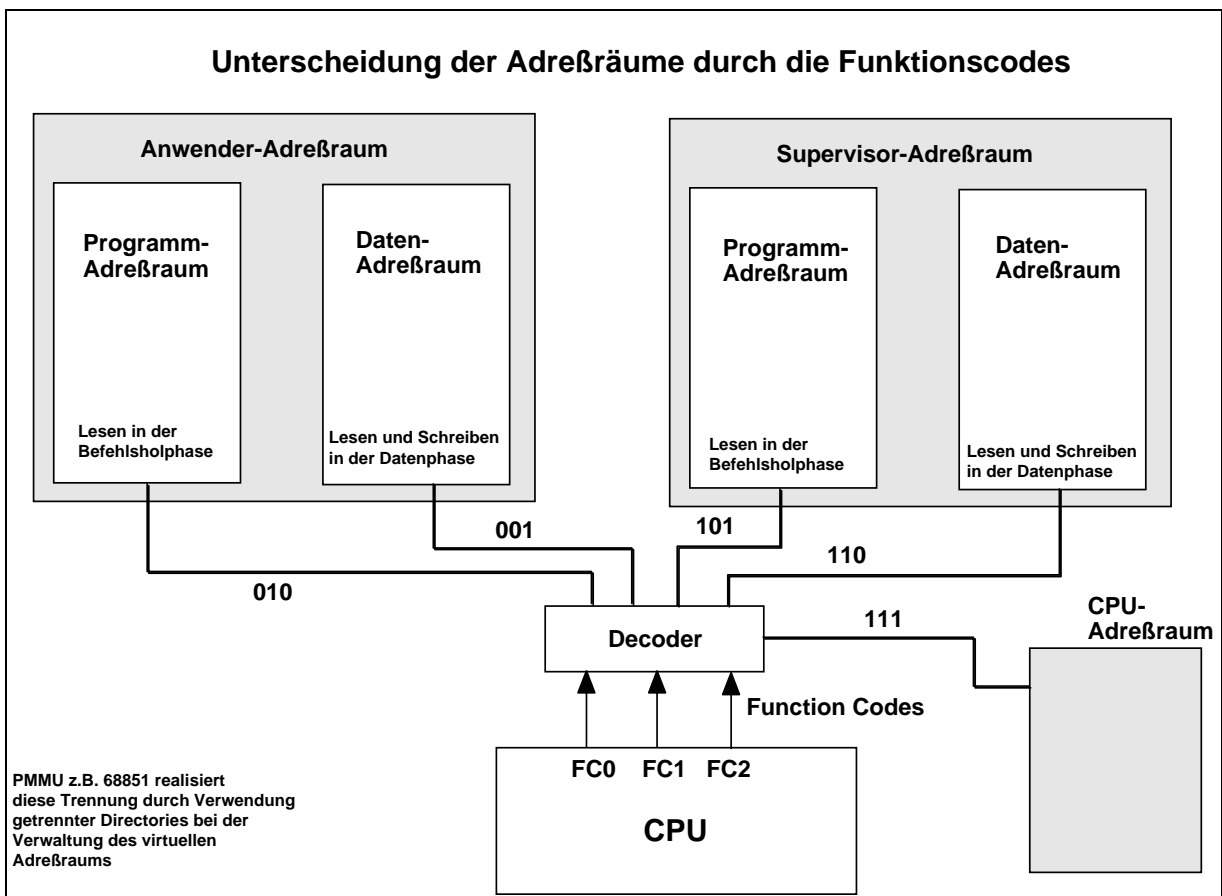 Unterscheidung der Adreßräume durch die Funktionscodes
Anwender-Adreßraum
Programm-
Adreßraum
Lesen in der
Befehlsholphase
Daten-
Adreßraum
Lesen und Schreiben
in der Datenphase
Supervisor-Adreßraum
Programm-
Adreßraum
Lesen in der
Befehlsholphase
Daten-
Adreßraum
Lesen und Schreiben
in der Datenphase
010
001
101
110
111
Decoder
CPU-
Adreßraum
Function Codes
FC0 FC1 FC2
CPU
PMMU z.B. 68851 realisiert
diese Trennung durch Verwendung
getrennter Directories bei der
Verwaltung des virtuellen
Adreßraums